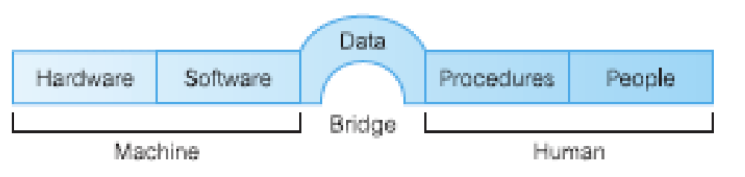 Data
Hardware Software Procedures People
Bridge
Machine Human